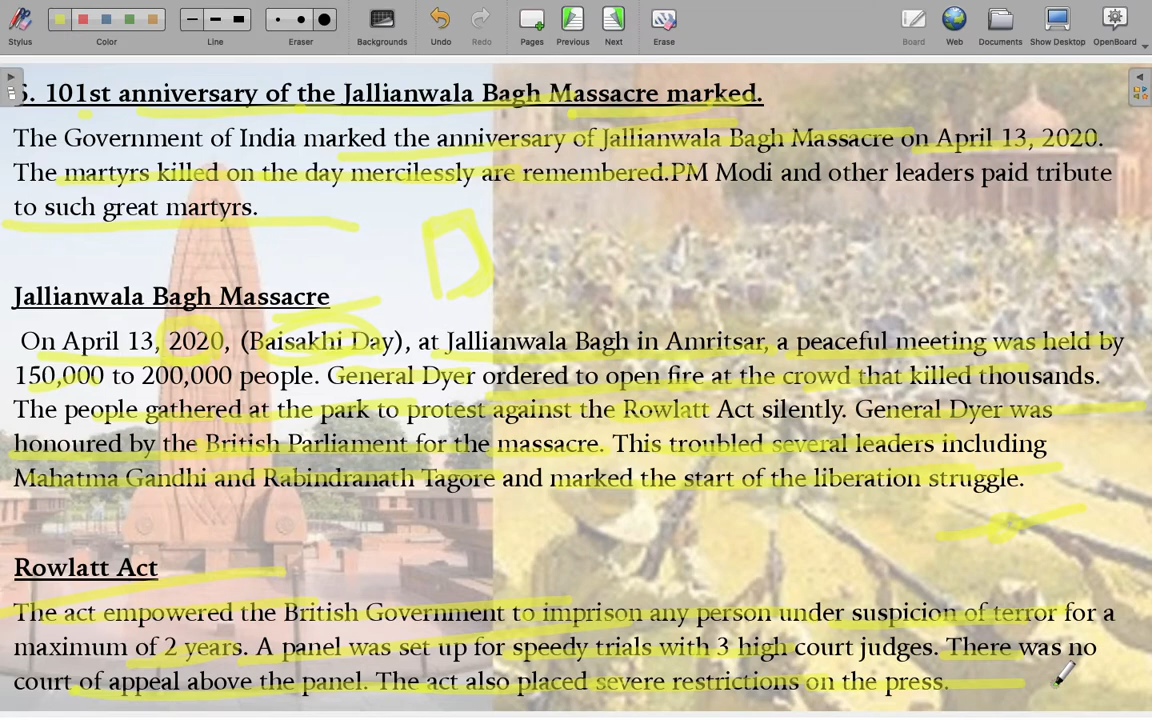 Stylus Color Line Eraser Backgrounds Undo Redo Pages Previous Next Erase Board Web Documents Show Desktop OpenBoard
101st anniversary of the Jallianwala Bagh Massacre marked.
The Government of India marked the anniversary of Jallianwala Bagh Massacre on April 13, 2020.
The martyrs killed on the day mercilessly are remembered.PM Modi and other leaders paid tribute
to such great martyrs.
Jallianwala Bagh Massacre
On April 13, 2020, (Baisakhi Day), at Jallianwala Bagh in Amritsar, a peaceful meeting was held by
150,000 to 200,000 people. General Dyer ordered to open fire at the crowd that killed thousands.
The people gathered at the park to protest against the Rowlatt Act silently. General Dyer was
honoured by the British Parliament for the massacre. This troubled several leaders including
Mahatma Gandhi and Rabindranath Tagore and marked the start of the liberation struggle.
Rowlatt Act
The act empowered the British Government to imprison any person under suspicion of terror for a
maximum of 2 years. A panel was set up for speedy trials with 3 high court judges. There was no
court of appeal above the panel. The act also placed severe restrictions on the press.